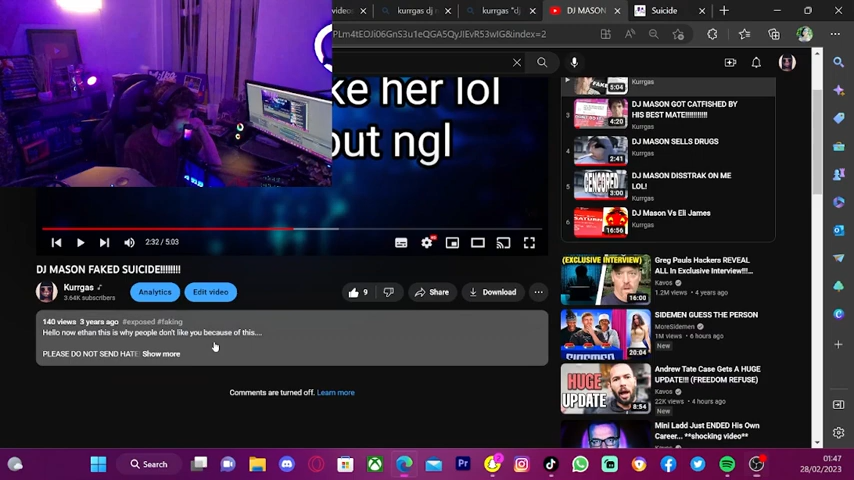 videos
kurrgas dj m
kurrgas "dj
DJ MASON
Suicide
PLm4tEOJi06GnS3u1eQGA5QyJIEvR53wIG&index=2
ke her lol
out ngl
2:32 / 5:03
DJ MASON FAKED SUICIDE!!!!!!!!
Kurrgas
3.64K subscribers
Analytics
Edit video
9
Share
Download
140 views 3 years ago #exposed #faking
Hello now ethan this is why people don't like you because of this....
PLEASE DO NOT SEND HATE
Show more
Comments are turned off. Learn more
5:04
Kurrgas
3
4:20
DJ MASON GOT CATFISHED BY
HIS BEST MATE!!!!!!!!!!!
Kurrgas
4
2:41
DJ MASON SELLS DRUGS
Kurrgas
5
CENSORED
3:00
DJ MASON DISSTRAK ON ME
LOL!
Kurrgas
6
16:56
DJ Mason Vs Eli James
Kurrgas
(EXCLUSIVE INTERVIEW)
16:00
Greg Pauls Hackers REVEAL
ALL In Exclusive Interview!!...
Kavos
1.2M views • 4 years ago
20:04
SIDEMEN GUESS THE PERSON
MoreSidemen
1M views • 6 hours ago
New
HUGE
UPDATE
8:54
Andrew Tate Case Gets A HUGE
UPDATE!!! (FREEDOM REFUSE)
Kavos
22K views • 4 hours ago
New
Mini Ladd Just ENDED His Own
Career... **shocking video**
Search
01:47
28/02/2023